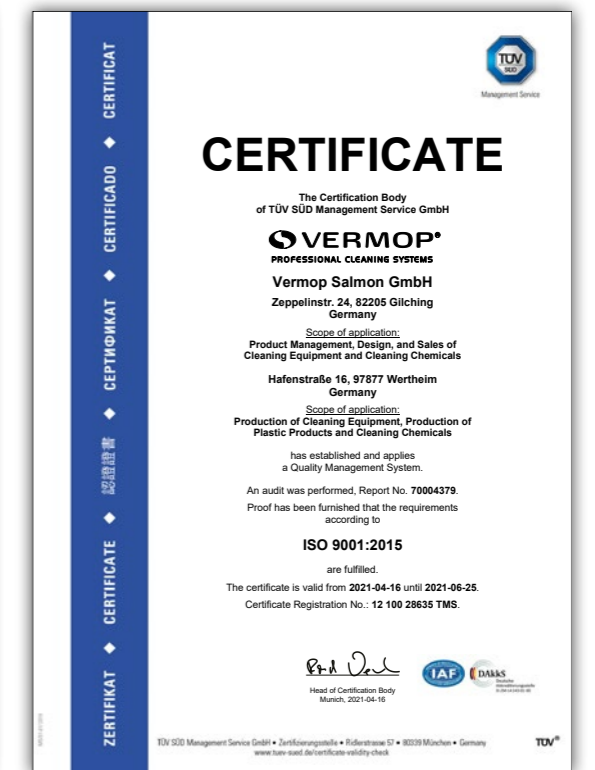 TÜV
SÜD
Management Service
CERTIFICATE
The Certification Body
of TÜV SÜD Management Service GmbH
VERMOP®
PROFESSIONAL CLEANING SYSTEMS
Vermop Salmon GmbH
Zeppelinstr. 24, 82205 Gilching
Germany
Scope of application:
Product Management, Design, and Sales of
Cleaning Equipment and Cleaning Chemicals
Hafenstraße 16, 97877 Wertheim
Germany
Scope of application:
Production of Cleaning Equipment, Production of
Plastic Products and Cleaning Chemicals
has established and applies
a Quality Management System.
An audit was performed, Report No. 70004379.
Proof has been furnished that the requirements
according to
ISO 9001:2015
are fulfilled.
The certificate is valid from 2021-04-16 until 2021-06-25.
Certificate Registration No.: 12 100 28635 TMS.
Head of Certification Body
Munich, 2021-04-16
IAF
DAkkS
Deutsche
Akkreditierungsstelle
TÜV SÜD Management Service GmbH • Zertifizierungsstelle • Ridlerstrasse 57 • 80339 München • Germany
www.tuev-sued.de/certificate-validity-check
TÜV®
ZERTIFIKAT ◆ CERTIFICATE ◆ 認證證書 ◆ СЕРТИФИКАТ ◆ CERTIFICADO ◆ CERTIFICAT